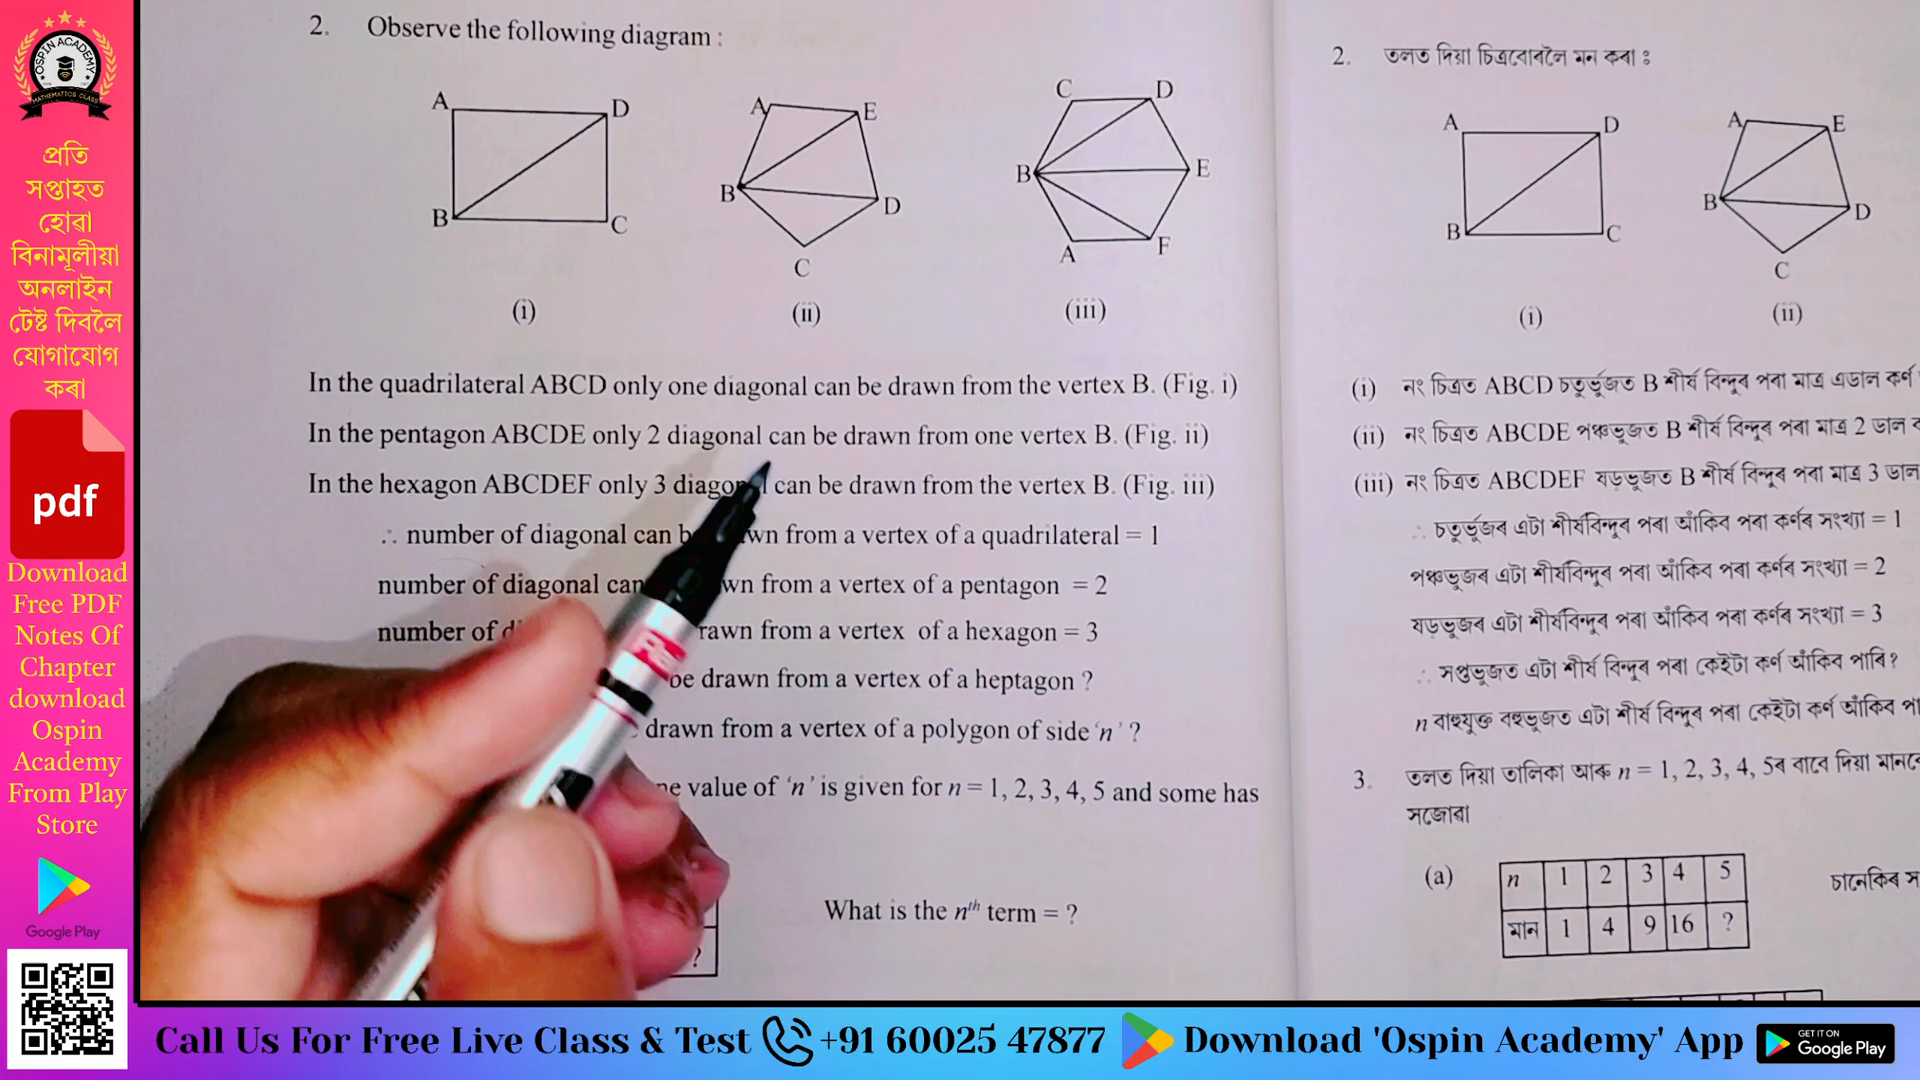 OSPIN ACADEMY
MATHEMATICS CLASS
প্ৰতি
সপ্তাহত
হোৱা
বিনামূলীয়া
অনলাইন
টেষ্ট দিবলৈ
যোগাযোগ
কৰা
pdf
Download
Free PDF
Notes Of
Chapter
download
Ospin
Academy
From Play
Store
Google Play
2. Observe the following diagram :
A D B C
A E B D C
C D B E A F
(i) (ii) (iii)
In the quadrilateral ABCD only one diagonal can be drawn from the vertex B. (Fig. i)
In the pentagon ABCDE only 2 diagonal can be drawn from one vertex B. (Fig. ii)
In the hexagon ABCDEF only 3 diagonal can be drawn from the vertex B. (Fig. iii)
∴ number of diagonal can from a vertex of a quadrilateral = 1
number of diagonal can from a vertex of a pentagon = 2
number of from a vertex of a hexagon = 3
be drawn from a vertex of a heptagon ?
drawn from a vertex of a polygon of side 'n' ?
value of 'n' is given for n = 1, 2, 3, 4, 5 and some has
What is the nth term = ?
?
2. তলত দিয়া চিত্ৰবোৰলৈ মন কৰা ঃ
A D B C
A E B D C
(i) (ii)
(i) নং চিত্ৰত ABCD চতুৰ্ভুজত B শীৰ্ষ বিন্দুৰ পৰা মাত্ৰ এডাল কৰ্ণ
(ii) নং চিত্ৰত ABCDE পঞ্চভুজত B শীৰ্ষ বিন্দুৰ পৰা মাত্ৰ 2 ডাল
(iii) নং চিত্ৰত ABCDEF ষড়ভুজত B শীৰ্ষ বিন্দুৰ পৰা মাত্ৰ 3 ডাল
∴ চতুৰ্ভুজৰ এটা শীৰ্ষবিন্দুৰ পৰা আঁকিব পৰা কৰ্ণৰ সংখ্যা = 1
পঞ্চভুজৰ এটা শীৰ্ষবিন্দুৰ পৰা আঁকিব পৰা কৰ্ণৰ সংখ্যা = 2
ষড়ভুজৰ এটা শীৰ্ষবিন্দুৰ পৰা আঁকিব পৰা কৰ্ণৰ সংখ্যা = 3
∴ সপ্তভুজত এটা শীৰ্ষ বিন্দুৰ পৰা কেইটা কৰ্ণ আঁকিব পাৰি?
n বাহুযুক্ত বহুভুজত এটা শীৰ্ষ বিন্দুৰ পৰা কেইটা কৰ্ণ আঁকিব
3. তলত দিয়া তালিকা আৰু n = 1, 2, 3, 4, 5ৰ বাবে দিয়া
সজোৱা
(a) n 1 2 3 4 5
মান 1 4 9 16 ?
Call Us For Free Live Class & Test +91 60025 47877 Download 'Ospin Academy' App GET IT ON Google Play